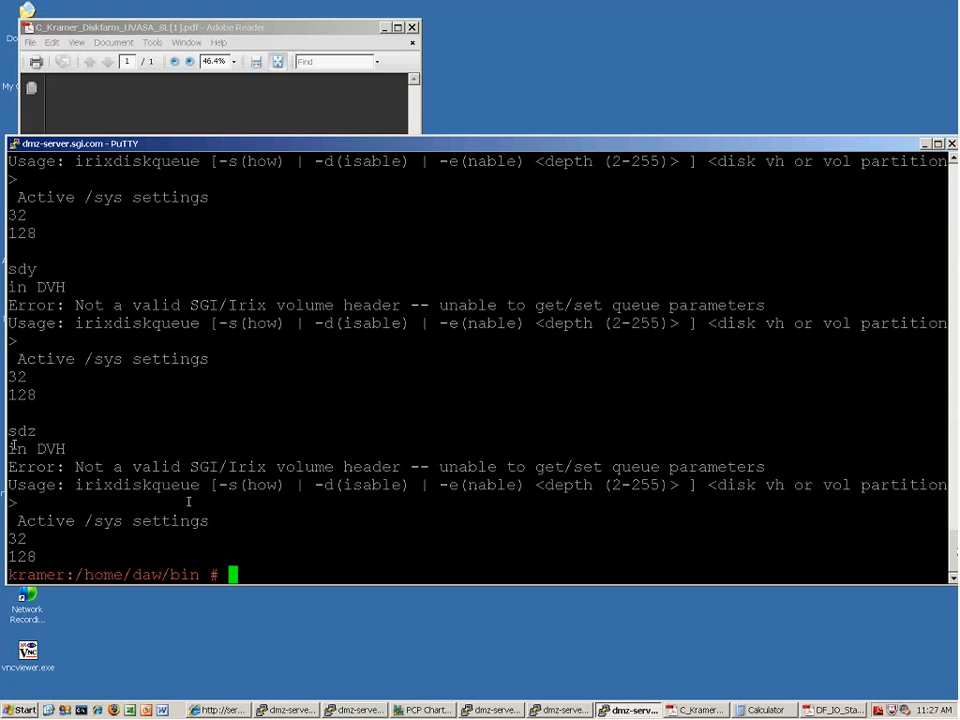 Do
My C
C_Kramer_Diskfarm_UVASA_SL[1].pdf - Adobe Reader
File Edit View Document Tools Window Help
1 / 1 46.4% Find
dmz-server.sgi.com - PuTTY
Usage: irixdiskqueue [-s(how) | -d(isable) | -e(nable) <depth (2-255)> ] <disk vh or vol partition
>
Active /sys settings
32
128
sdy
in DVH
Error: Not a valid SGI/Irix volume header -- unable to get/set queue parameters
Usage: irixdiskqueue [-s(how) | -d(isable) | -e(nable) <depth (2-255)> ] <disk vh or vol partition
>
Active /sys settings
32
128
sdz
in DVH
Error: Not a valid SGI/Irix volume header -- unable to get/set queue parameters
Usage: irixdiskqueue [-s(how) | -d(isable) | -e(nable) <depth (2-255)> ] <disk vh or vol partition
>
Active /sys settings
32
128
kramer:/home/daw/bin #
Network
Recordi...
VNC
vncviewer.exe
Start http://ser... dmz-serve... dmz-serve... PCP Chart... dmz-serve... dmz-serve... dmz-serv... C_Kramer... Calculator DF_IO_Sta... 11:27 AM